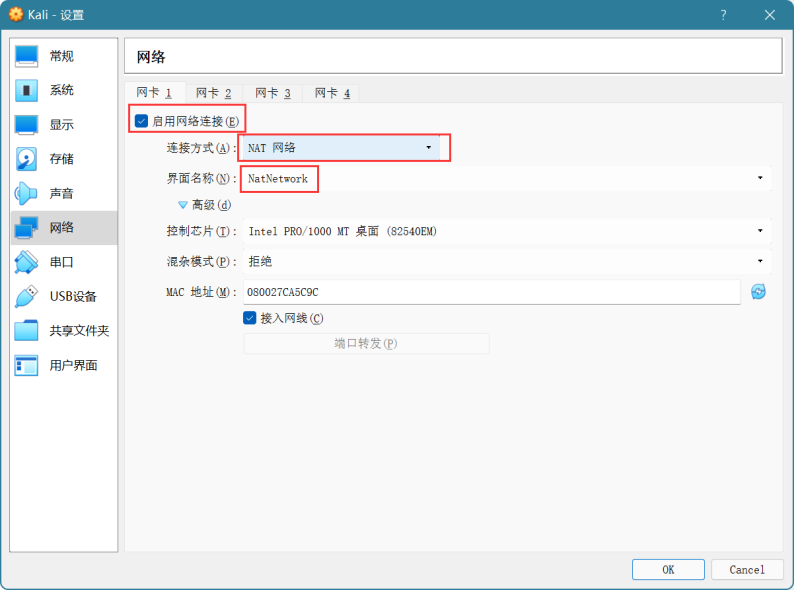 Kali - 设置
?
常规
系统
显示
存储
声音
网络
串口
USB设备
共享文件夹
用户界面
网络
网卡 1 网卡 2 网卡 3 网卡 4
启用网络连接(E)
连接方式(A): NAT 网络
界面名称(N): NatNetwork
高级(d)
控制芯片(T): Intel PRO/1000 MT 桌面 (82540EM)
混杂模式(P): 拒绝
MAC 地址(M): 080027CA5C9C
接入网线(C)
端口转发(P)
OK Cancel